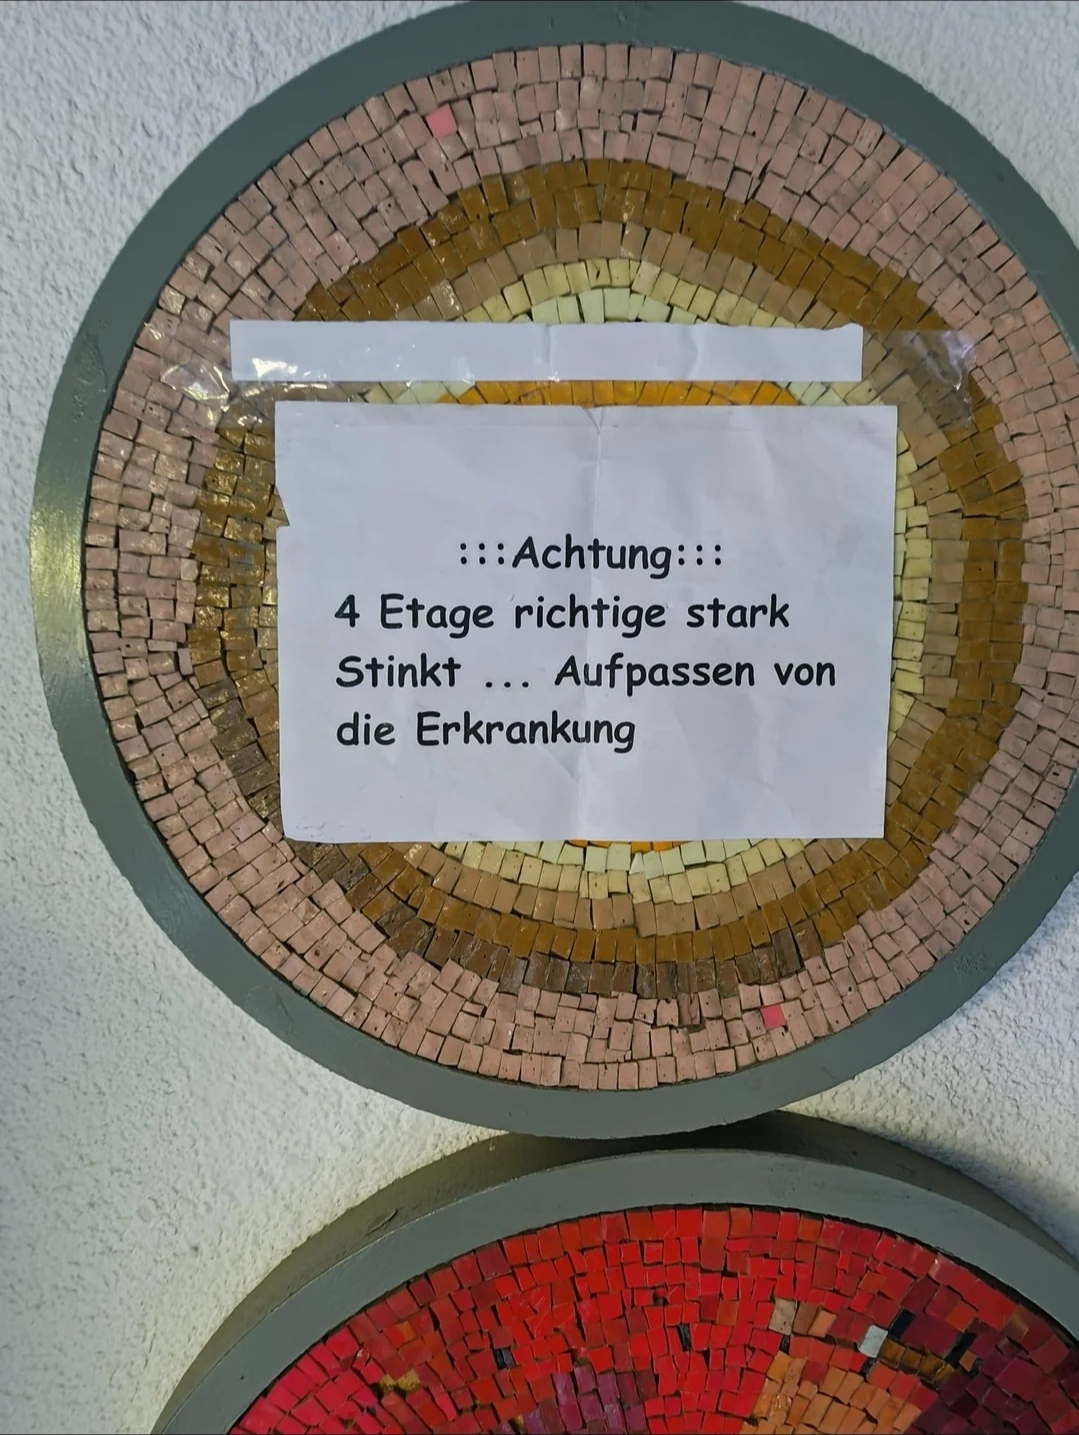 :::Achtung:::
4 Etage richtige stark
Stinkt ... Aufpassen von
die Erkrankung